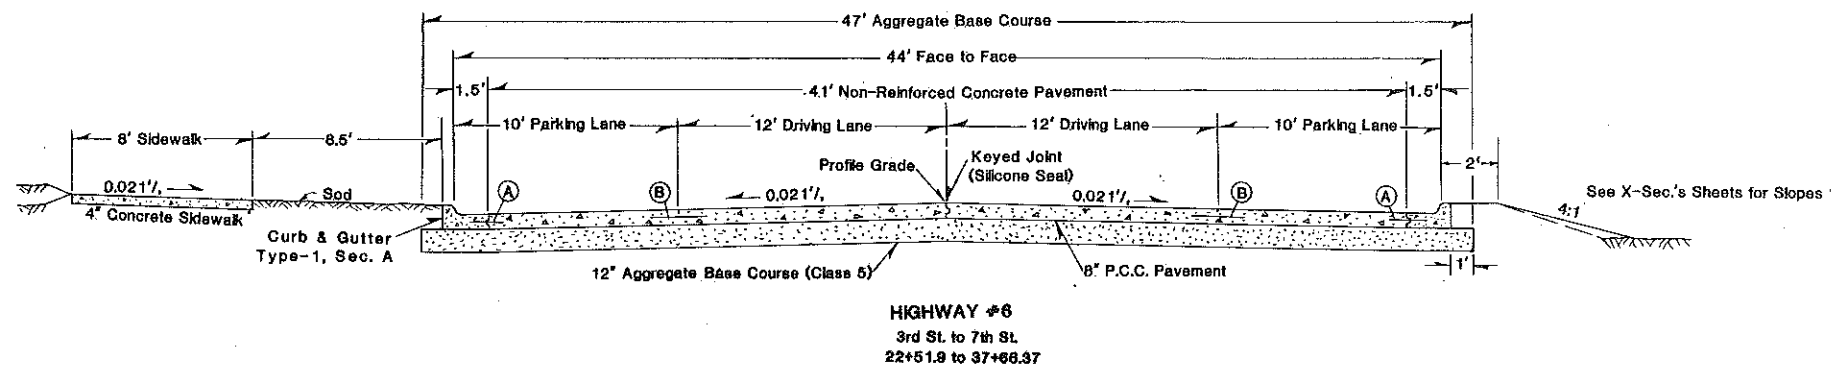 47' Aggregate Base Course
44' Face to Face
1.5' 41' Non-Reinforced Concrete Pavement 1.5'
8' Sidewalk 8.5' 10' Parking Lane 12' Driving Lane 12' Driving Lane 10' Parking Lane
Profile Grade
Keyed Joint
(Silicone Seal)
2'
0.021'/, Sod A B 0.021'/, 0.021'/, B A
See X-Sec.'s Sheets for Slopes
4:1
4" Concrete Sidewalk
Curb & Gutter
Type-1, Sec. A
12" Aggregate Base Course (Class 5)
8" P.C.C. Pavement
1'
HIGHWAY #6
3rd St. to 7th St.
22+51.9 to 37+66.37